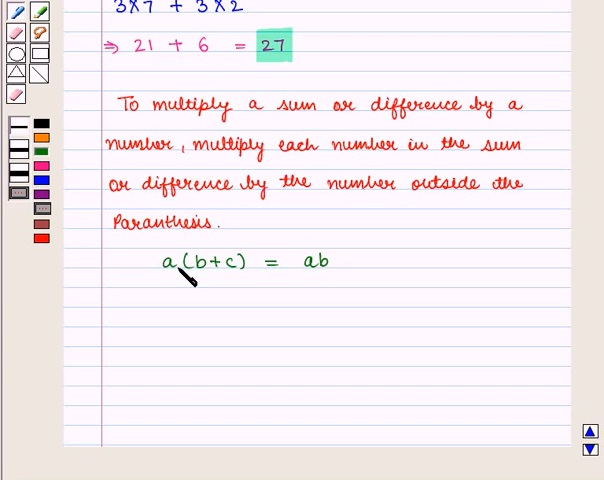 3×7 + 3×2
⇒ 21 + 6 = 27
To multiply a sum or difference by a
number, multiply each number in the sum
or difference by the number outside the
Paranthesis.
a(b+c) = ab